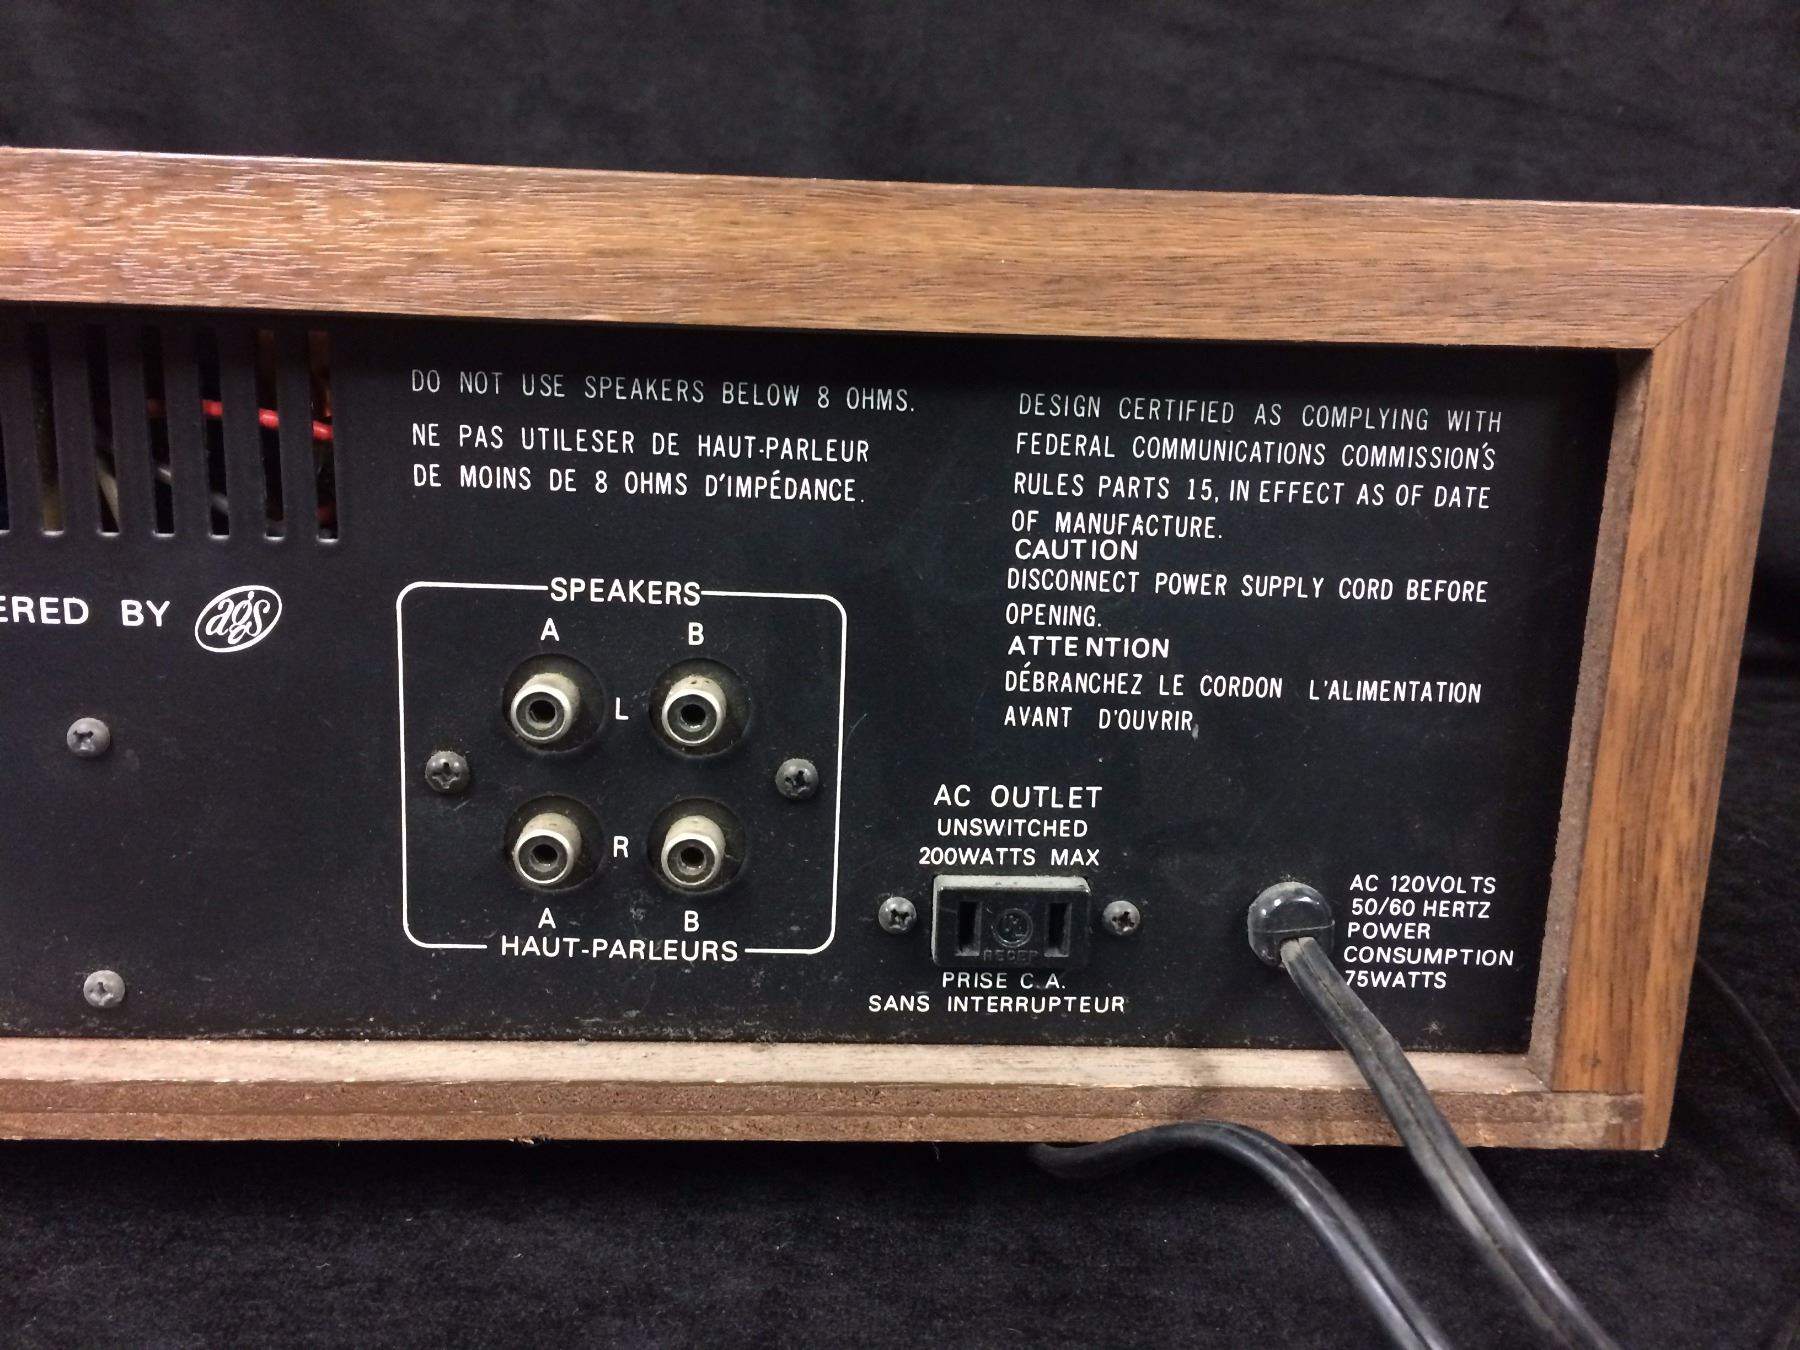 DO NOT USE SPEAKERS BELOW 8 OHMS.
NE PAS UTILESER DE HAUT-PARLEUR
DE MOINS DE 8 OHMS D'IMPÉDANCE.
DESIGN CERTIFIED AS COMPLYING WITH
FEDERAL COMMUNICATIONS COMMISSION'S
RULES PARTS 15, IN EFFECT AS OF DATE
OF MANUFACTURE.
CAUTION
DISCONNECT POWER SUPPLY CORD BEFORE
OPENING.
ATTENTION
DÉBRANCHEZ LE CORDON L'ALIMENTATION
AVANT D'OUVRIR
ERED BY ags
SPEAKERS
A B
L
R
A B
HAUT-PARLEURS
AC OUTLET
UNSWITCHED
200WATTS MAX
PRISE C.A.
SANS INTERRUPTEUR
AC 120VOLTS
50/60 HERTZ
POWER
CONSUMPTION
75WATTS